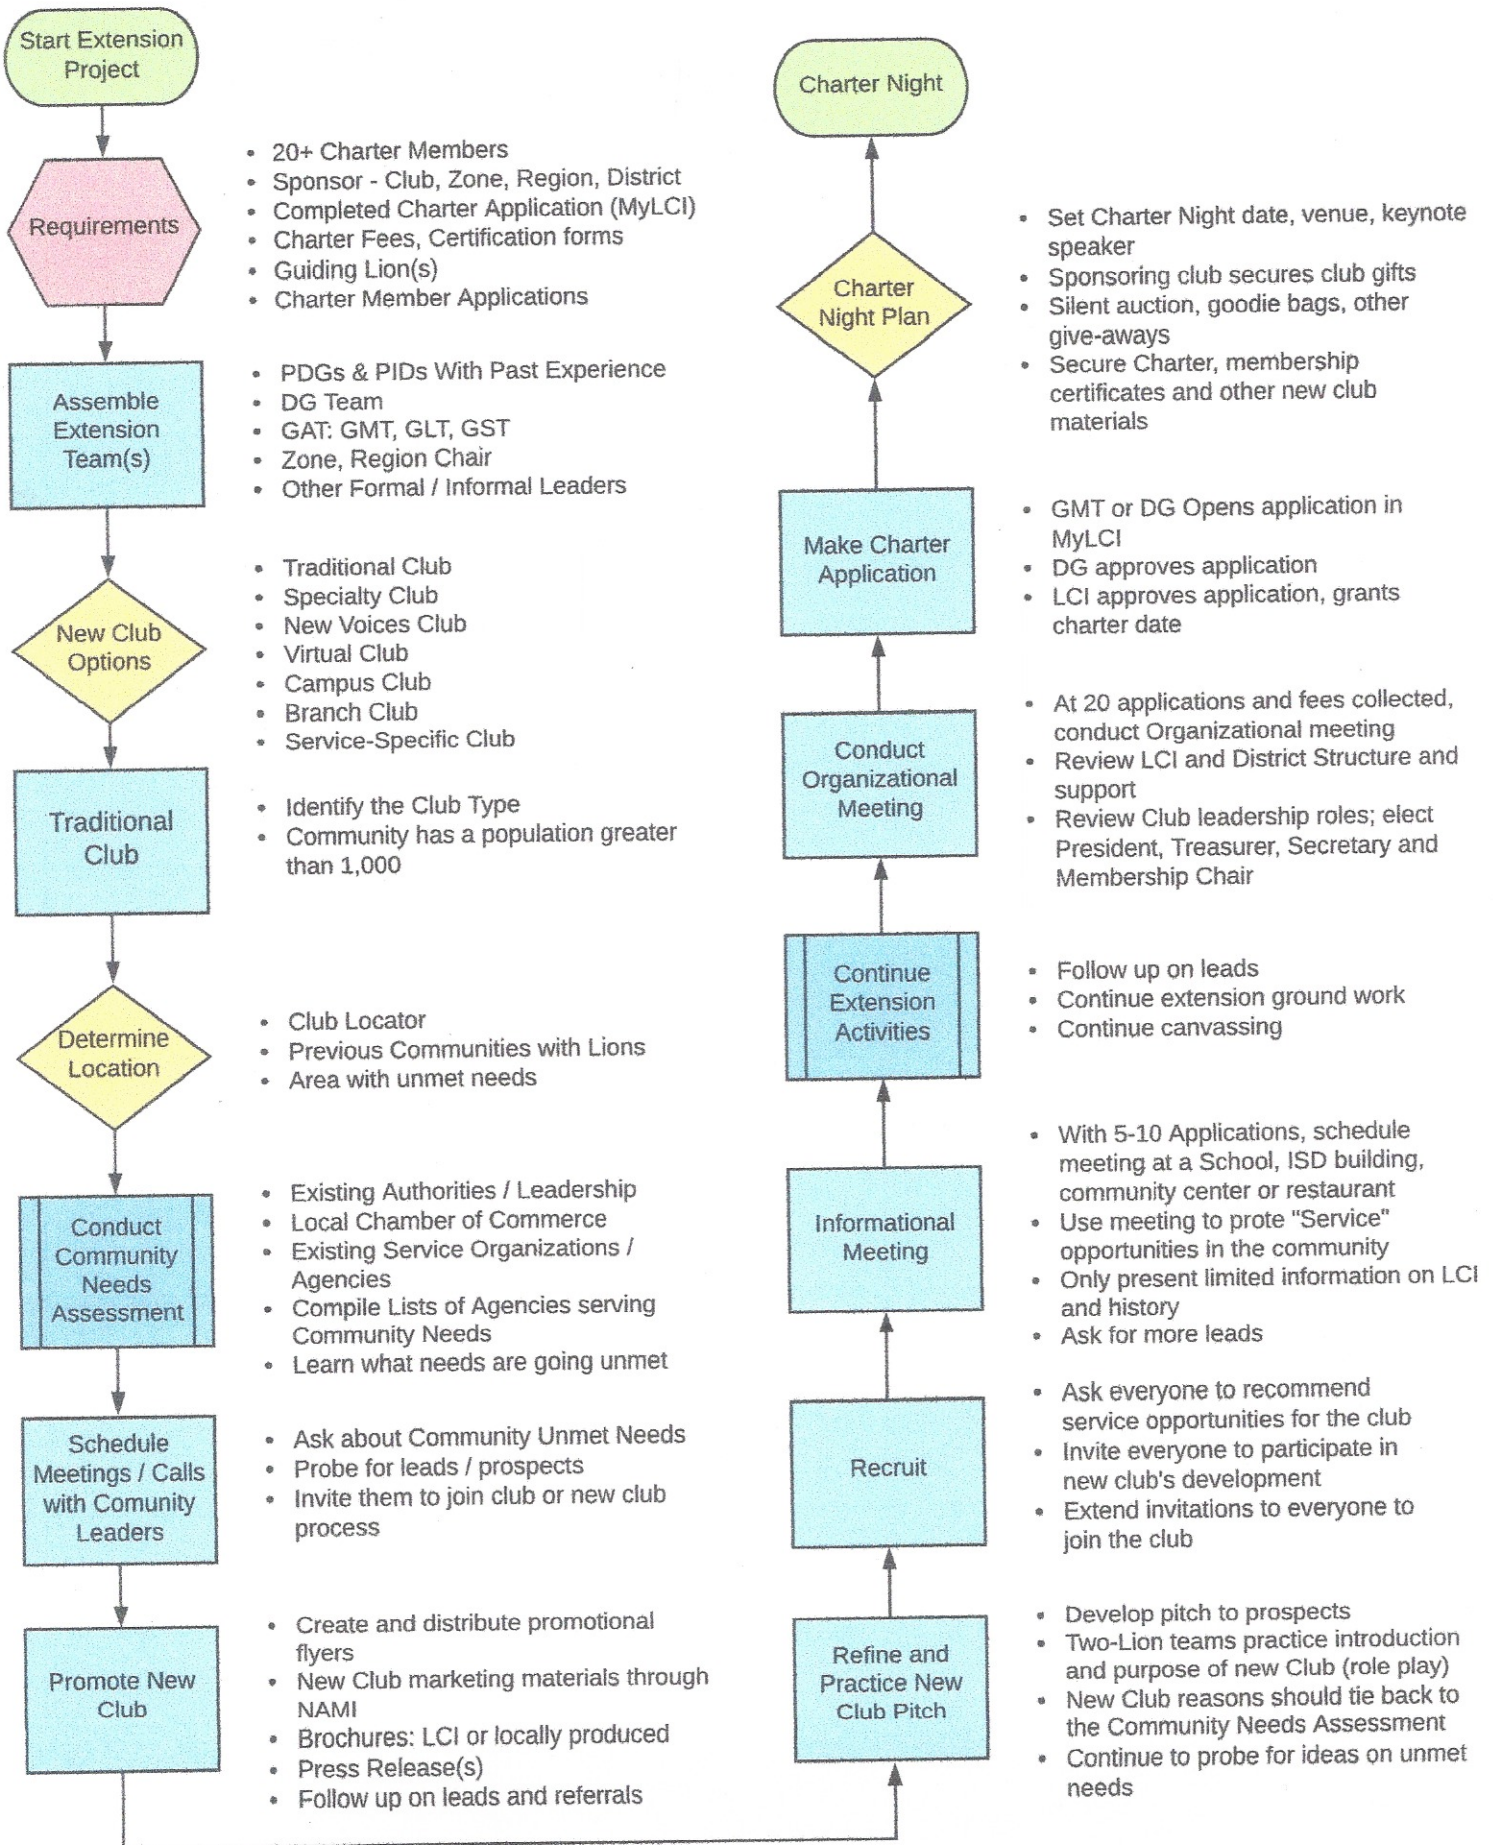 Start Extension
Project
Requirements
• 20+ Charter Members
• Sponsor - Club, Zone, Region, District
• Completed Charter Application (MyLCI)
• Charter Fees, Certification forms
• Guiding Lion(s)
• Charter Member Applications
Assemble
Extension
Team(s)
• PDGs & PIDs With Past Experience
• DG Team
• GAT: GMT, GLT, GST
• Zone, Region Chair
• Other Formal / Informal Leaders
New Club
Options
• Traditional Club
• Specialty Club
• New Voices Club
• Virtual Club
• Campus Club
• Branch Club
• Service-Specific Club
Traditional
Club
• Identify the Club Type
• Community has a population greater
than 1,000
Determine
Location
• Club Locator
• Previous Communities with Lions
• Area with unmet needs
Conduct
Community
Needs
Assessment
• Existing Authorities / Leadership
• Local Chamber of Commerce
• Existing Service Organizations /
Agencies
• Compile Lists of Agencies serving
Community Needs
• Learn what needs are going unmet
Schedule
Meetings / Calls
with Comunity
Leaders
• Ask about Community Unmet Needs
• Probe for leads / prospects
• Invite them to join club or new club
process
Promote New
Club
• Create and distribute promotional
flyers
• New Club marketing materials through
NAMI
• Brochures: LCI or locally produced
• Press Release(s)
• Follow up on leads and referrals
Charter Night
Charter
Night Plan
• Set Charter Night date, venue, keynote
speaker
• Sponsoring club secures club gifts
• Silent auction, goodie bags, other
give-aways
• Secure Charter, membership
certificates and other new club
materials
Make Charter
Application
• GMT or DG Opens application in
MyLCI
• DG approves application
• LCI approves application, grants
charter date
Conduct
Organizational
Meeting
• At 20 applications and fees collected,
conduct Organizational meeting
• Review LCI and District Structure and
support
• Review Club leadership roles; elect
President, Treasurer, Secretary and
Membership Chair
Continue
Extension
Activities
• Follow up on leads
• Continue extension ground work
• Continue canvassing
Informational
Meeting
• With 5-10 Applications, schedule
meeting at a School, ISD building,
community center or restaurant
• Use meeting to prote "Service"
opportunities in the community
• Only present limited information on LCI
and history
• Ask for more leads
Recruit
• Ask everyone to recommend
service opportunities for the club
• Invite everyone to participate in
new club's development
• Extend invitations to everyone to
join the club
Refine and
Practice New
Club Pitch
• Develop pitch to prospects
• Two-Lion teams practice introduction
and purpose of new Club (role play)
• New Club reasons should tie back to
the Community Needs Assessment
• Continue to probe for ideas on unmet
needs